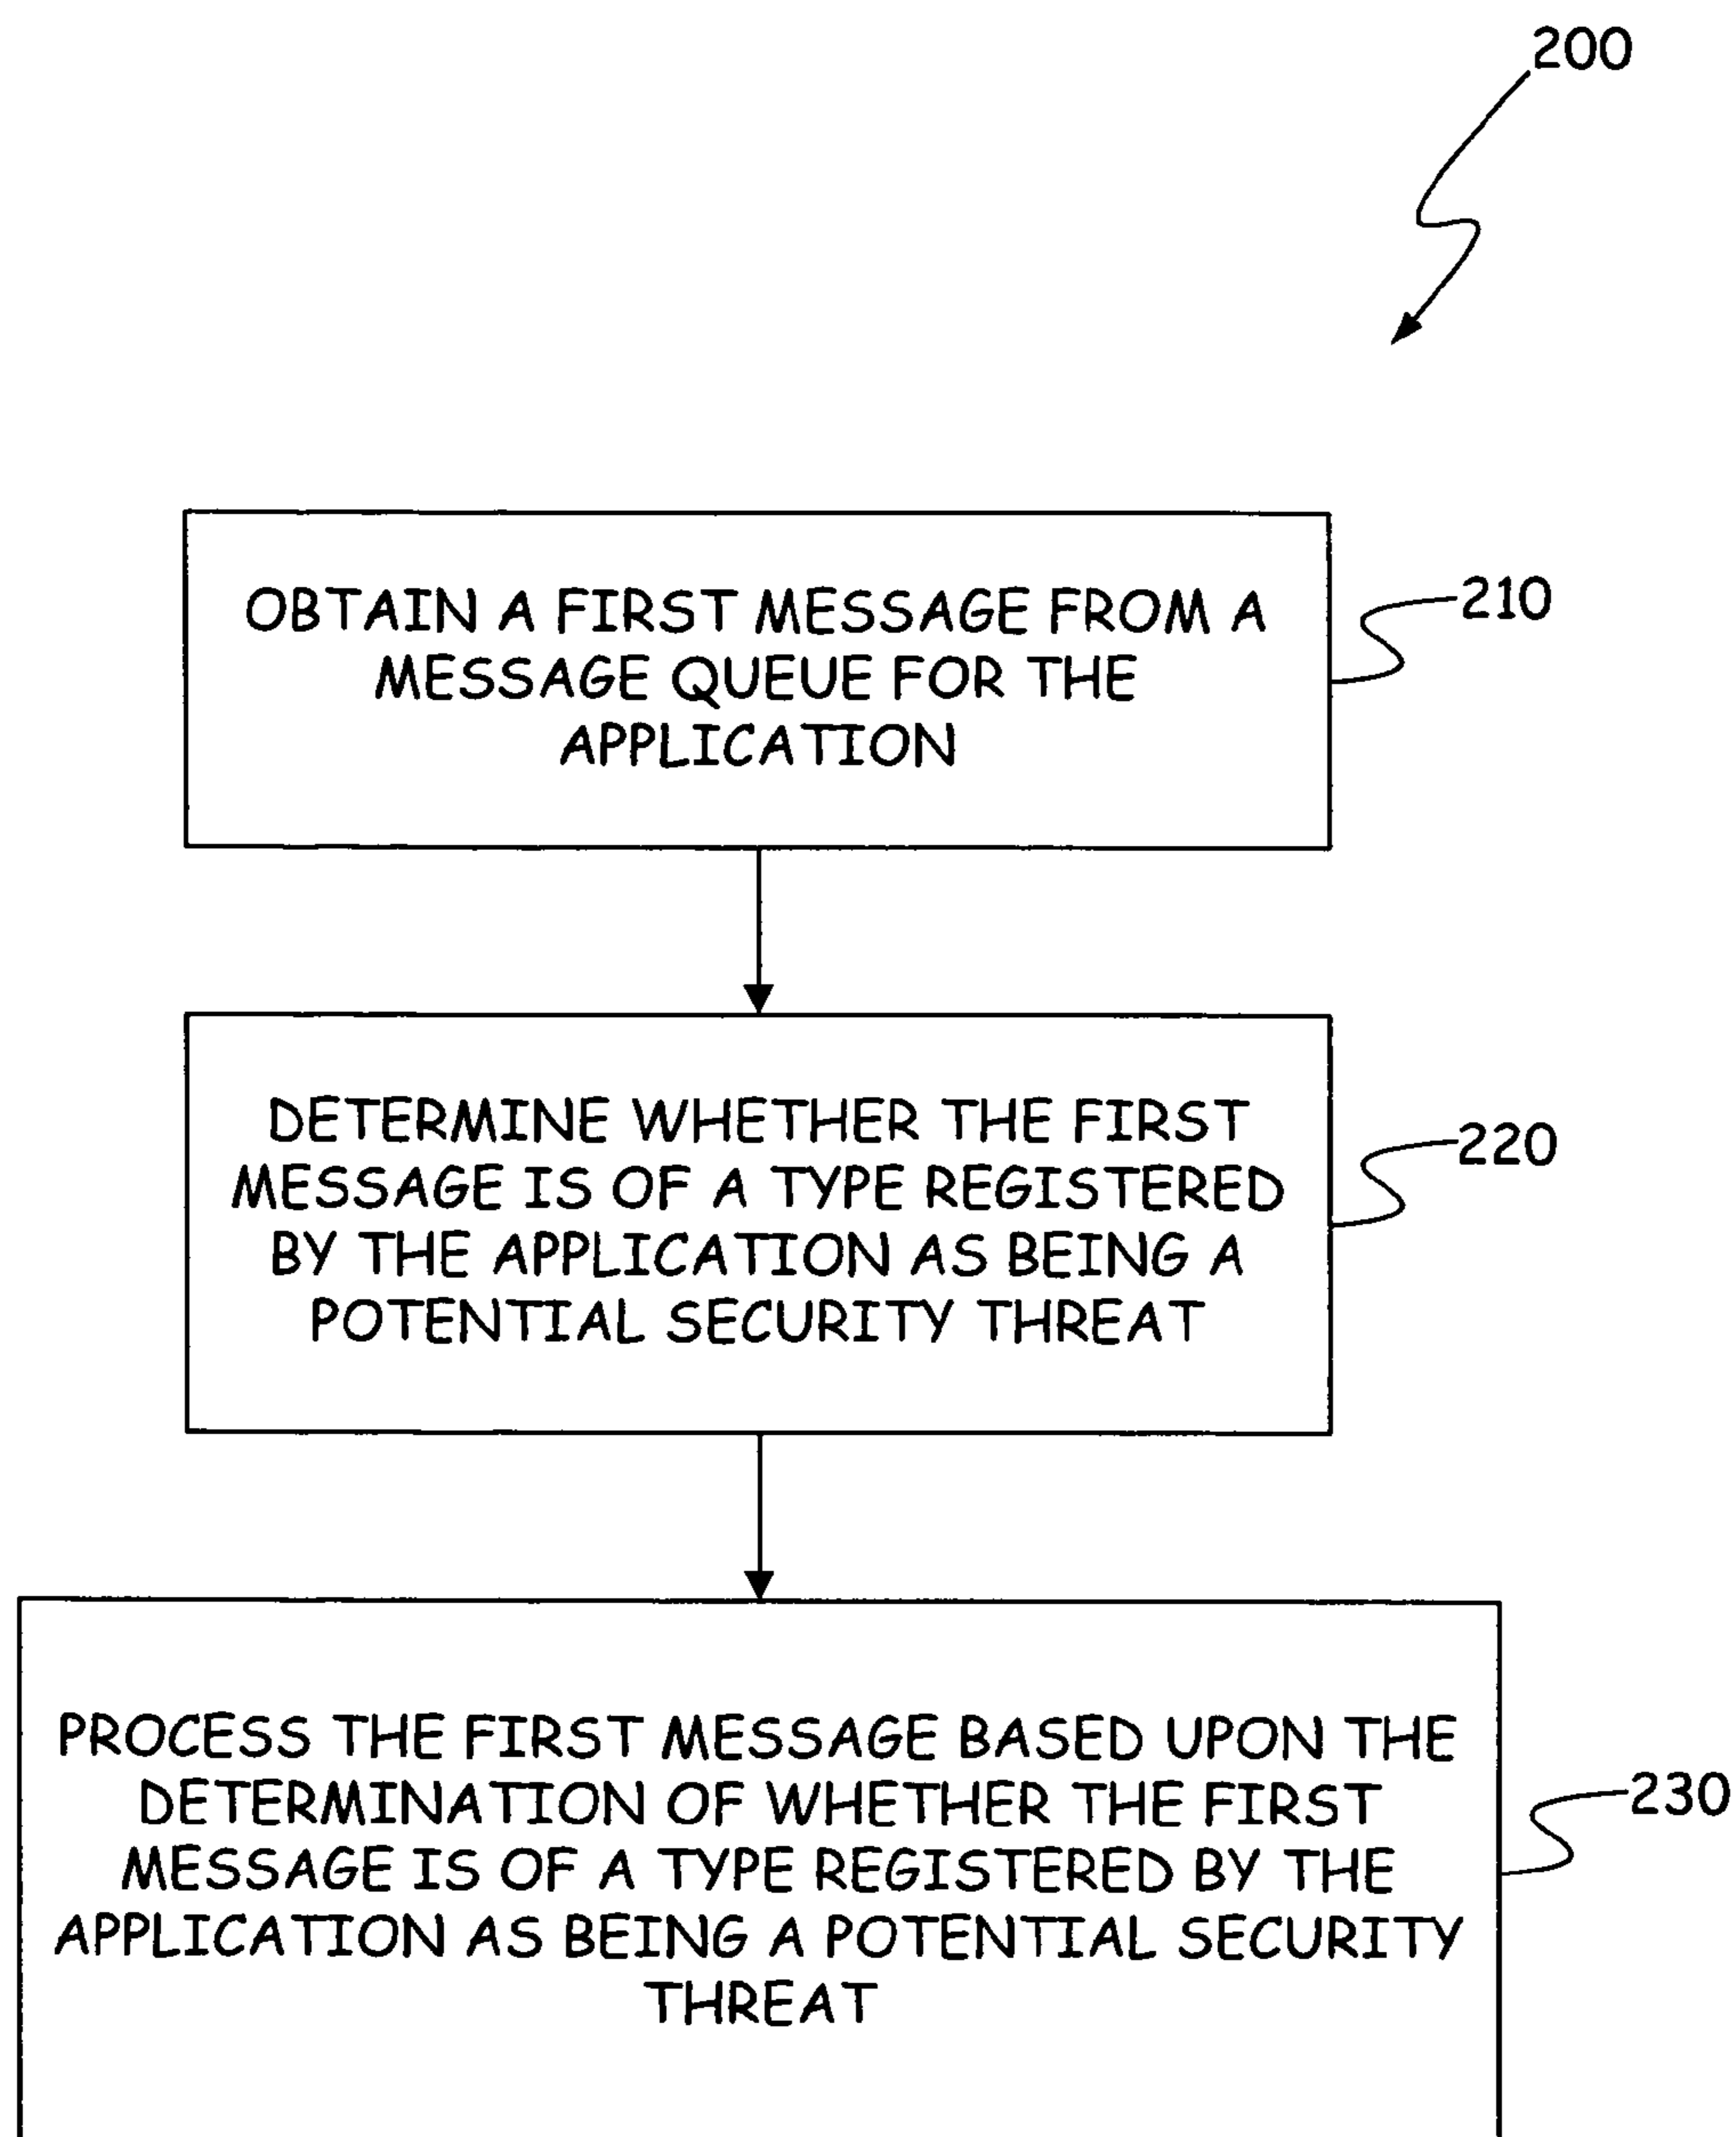 200
OBTAIN A FIRST MESSAGE FROM A
MESSAGE QUEUE FOR THE
APPLICATION
210
DETERMINE WHETHER THE FIRST
MESSAGE IS OF A TYPE REGISTERED
BY THE APPLICATION AS BEING A
POTENTIAL SECURITY THREAT
220
PROCESS THE FIRST MESSAGE BASED UPON THE
DETERMINATION OF WHETHER THE FIRST
MESSAGE IS OF A TYPE REGISTERED BY THE
APPLICATION AS BEING A POTENTIAL SECURITY
THREAT
230